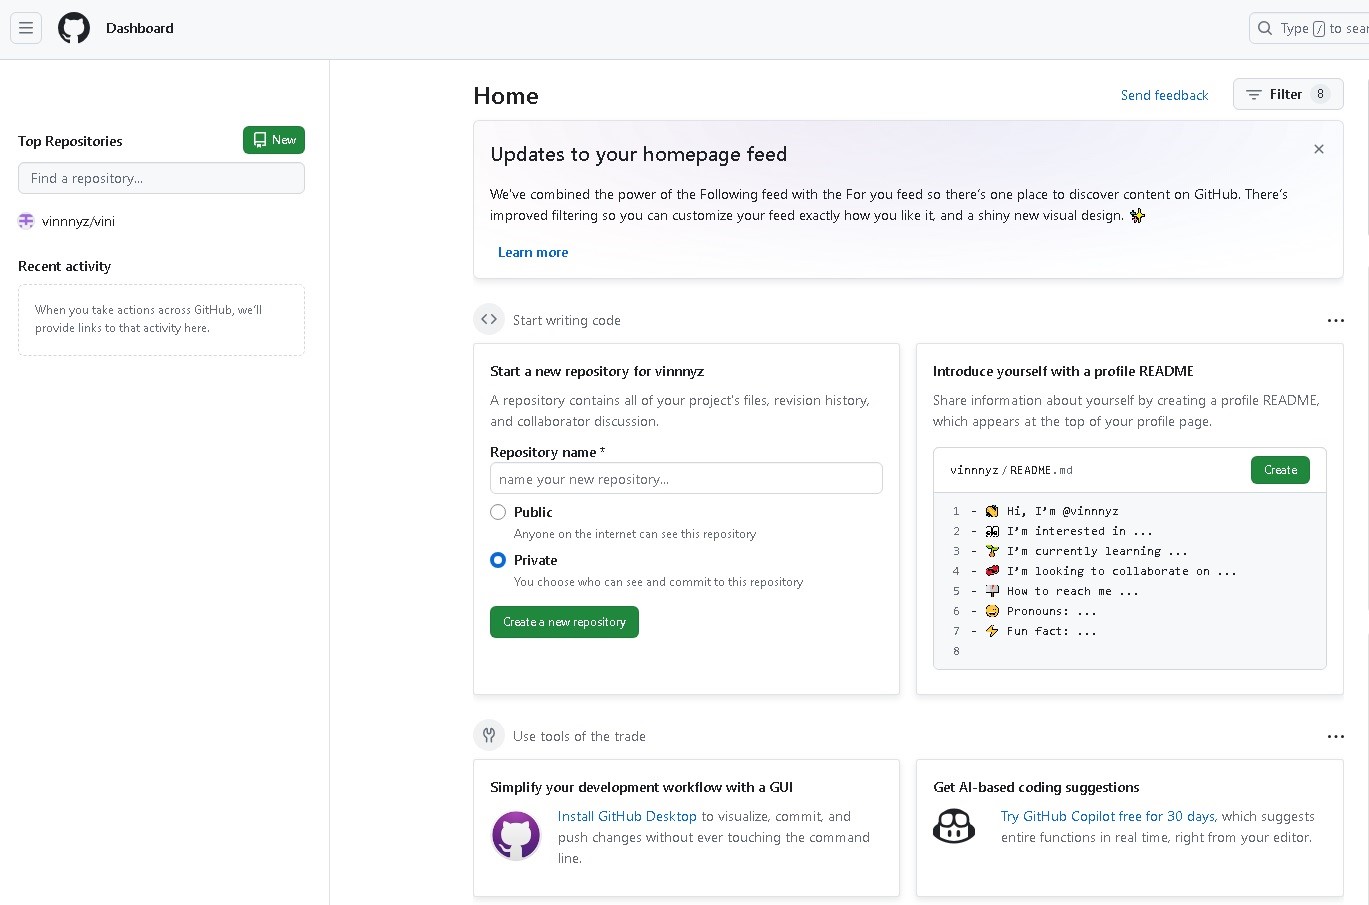 Dashboard
Type / to sear
Top Repositories
New
Find a repository...
vinnnyz/vini
Recent activity
When you take actions across GitHub, we'll
provide links to that activity here.
Home
Send feedback
Filter 8
Updates to your homepage feed
We've combined the power of the Following feed with the For you feed so there's one place to discover content on GitHub. There's
improved filtering so you can customize your feed exactly how you like it, and a shiny new visual design. ✨
Learn more
Start writing code
Start a new repository for vinnnyz
A repository contains all of your project's files, revision history,
and collaborator discussion.
Repository name *
name your new repository...
Public
Anyone on the internet can see this repository
Private
You choose who can see and commit to this repository
Create a new repository
Introduce yourself with a profile README
Share information about yourself by creating a profile README,
which appears at the top of your profile page.
vinnnyz / README.md
Create
1 - 👋 Hi, I'm @vinnnyz
2 - 👀 I'm interested in ...
3 - 🌱 I'm currently learning ...
4 - 💞️ I'm looking to collaborate on ...
5 - 📫 How to reach me ...
6 - 😄 Pronouns: ...
7 - ⚡ Fun fact: ...
8
Use tools of the trade
Simplify your development workflow with a GUI
Install GitHub Desktop to visualize, commit, and
push changes without ever touching the command
line.
Get AI-based coding suggestions
Try GitHub Copilot free for 30 days, which suggests
entire functions in real time, right from your editor.